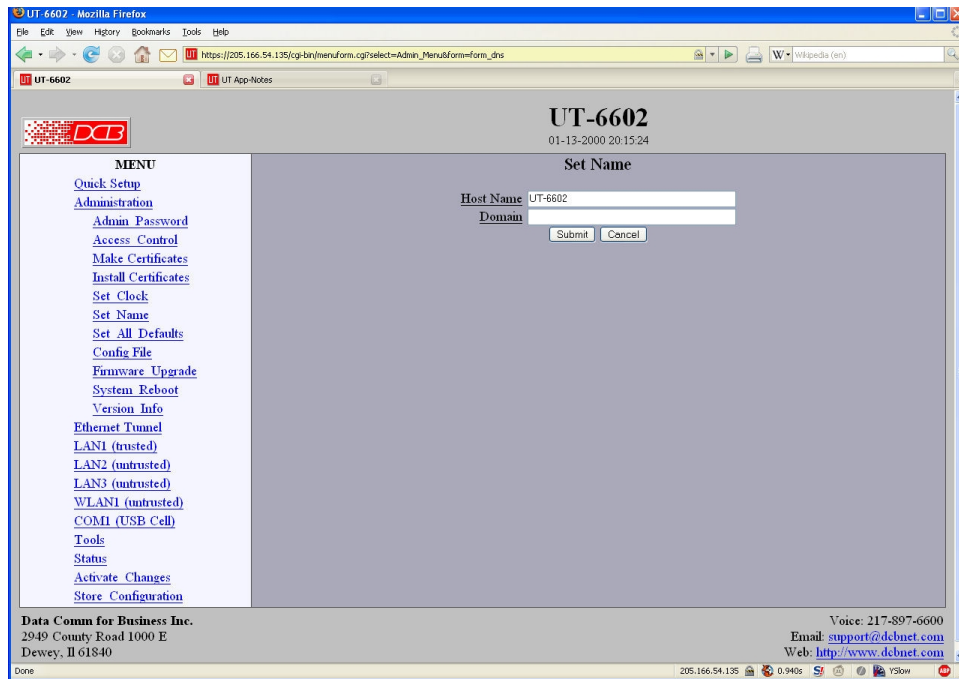 UT-6602 - Mozilla Firefox
File Edit View History Bookmarks Tools Help
https://205.166.54.135/cgi-bin/menuform.cgi?select=Admin_Menu&form=form_dns
W Wikipedia (en)
UT UT-6602
UT UT App-Notes
DCB
UT-6602
01-13-2000 20:15:24
MENU
Quick Setup
Administration
Admin Password
Access Control
Make Certificates
Install Certificates
Set Clock
Set Name
Set All Defaults
Config File
Firmware Upgrade
System Reboot
Version Info
Ethernet Tunnel
LAN1 (trusted)
LAN2 (untrusted)
LAN3 (untrusted)
WLAN1 (untrusted)
COM1 (USB Cell)
Tools
Status
Activate Changes
Store Configuration
Set Name
Host Name UT-6602
Domain
Submit Cancel
Data Comm for Business Inc.
2949 County Road 1000 E
Dewey, Il 61840
Voice: 217-897-6600
Email: support@dcbnet.com
Web: http://www.dcbnet.com
Done
205.166.54.135 0.940s YSlow ABP